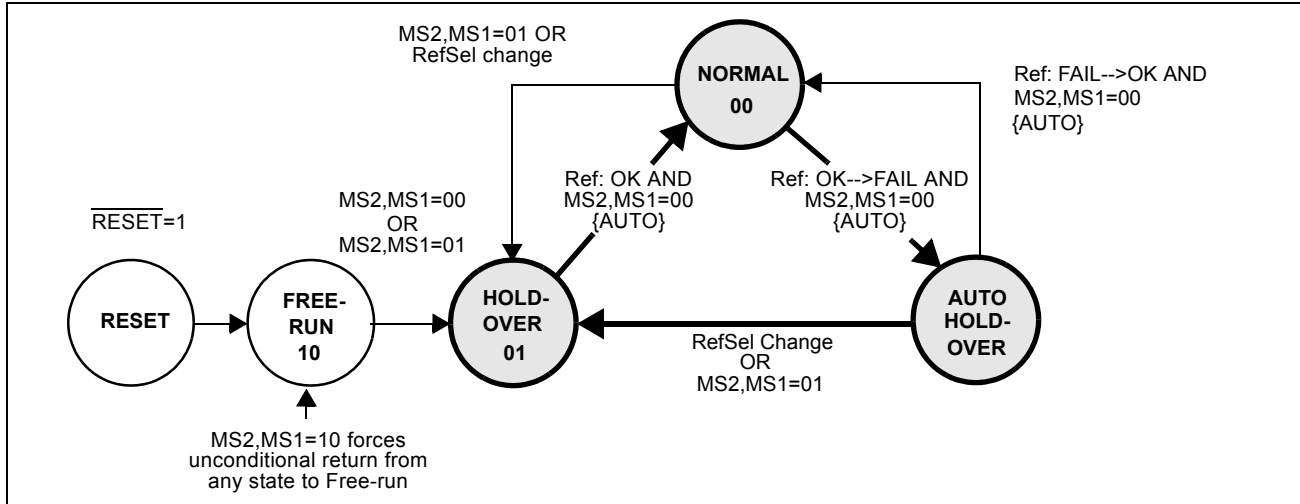 MS2,MS1=01 OR
RefSel change
NORMAL
00
Ref: FAIL-->OK AND
MS2,MS1=00
{AUTO}
Ref: OK AND
MS2,MS1=00
{AUTO}
Ref: OK-->FAIL AND
MS2,MS1=00
{AUTO}
RESET=1
MS2,MS1=00
OR
MS2,MS1=01
RESET
FREE-
RUN
10
HOLD-
OVER
01
AUTO
HOLD-
OVER
RefSel Change
OR
MS2,MS1=01
MS2,MS1=10 forces
unconditional return from
any state to Free-run